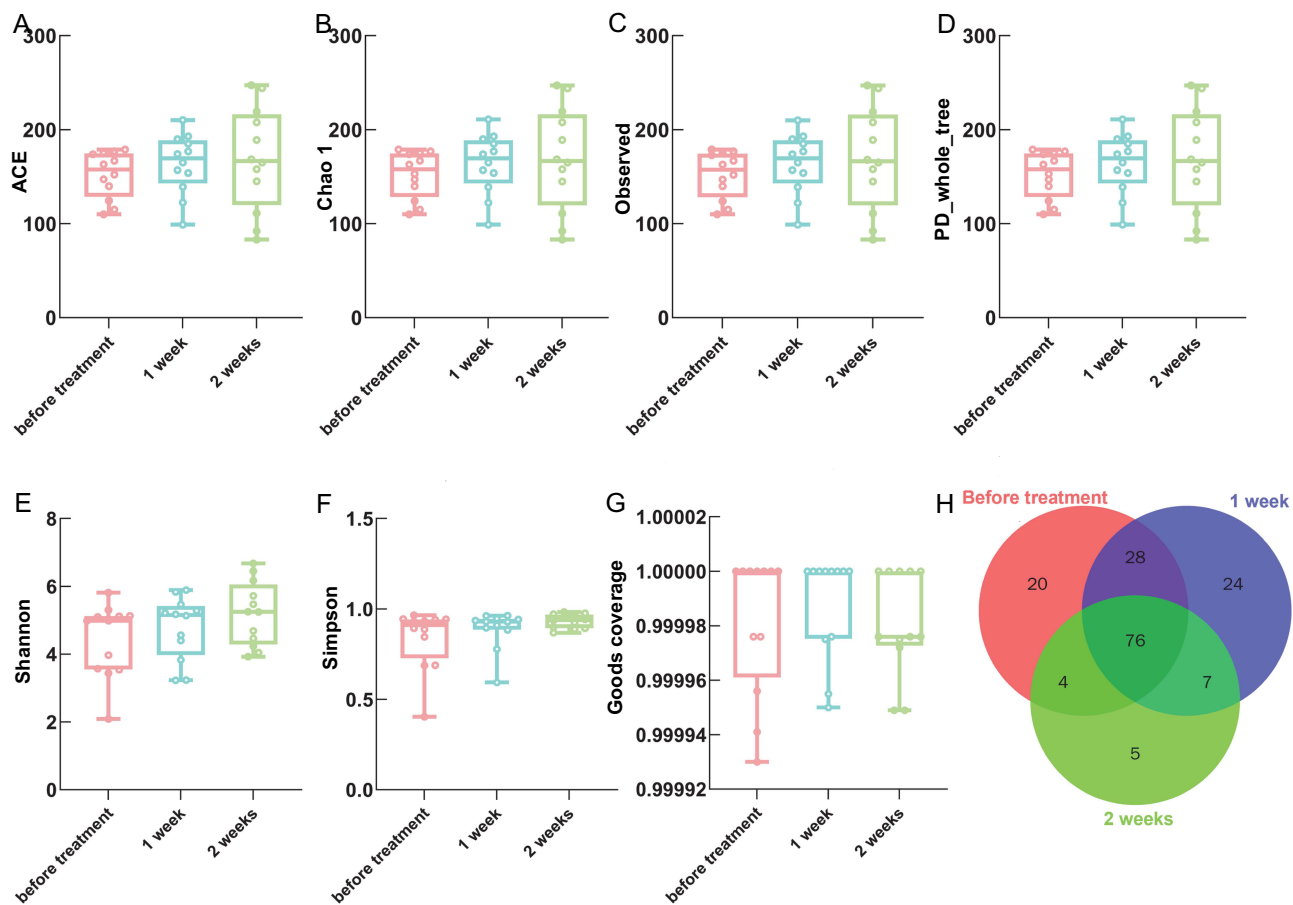 A
300
200
100
0
ACE
before treatment
1 week
2 weeks
B
300
200
100
0
Chao 1
before treatment
1 week
2 weeks
C
300
200
100
0
Observed
before treatment
1 week
2 weeks
D
300
200
100
0
PD_whole_tree
before treatment
1 week
2 weeks
E
8
6
4
2
0
Shannon
before treatment
1 week
2 weeks
F
1.5
1.0
0.5
0.0
Simpson
before treatment
1 week
2 weeks
G
1.00002
1.00000
0.99998
0.99996
0.99994
0.99992
Goods coverage
before treatment
1 week
2 weeks
H
Before treatment
1 week
28
20
24
76
4
7
5
2 weeks